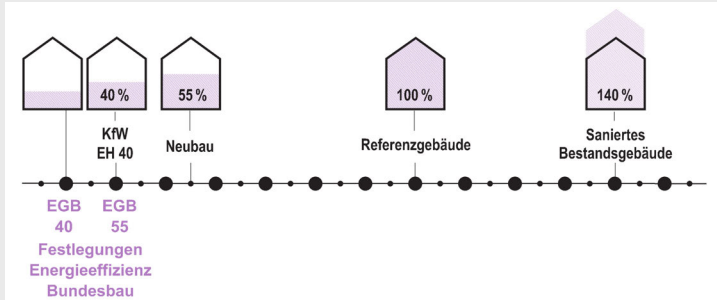 40 % 55 % 100 % 140 %
KfW
EH 40
Neubau
Referenzgebäude
Saniertes
Bestandsgebäude
EGB EGB
40 55
Festlegungen
Energieeffizienz
Bundesbau